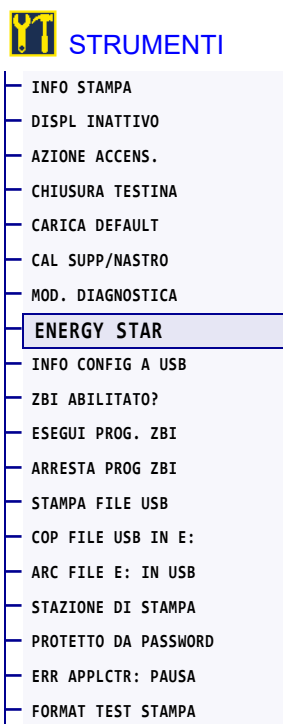 STRUMENTI
INFO STAMPA
DISPL INATTIVO
AZIONE ACCENS.
CHIUSURA TESTINA
CARICA DEFAULT
CAL SUPP/NASTRO
MOD. DIAGNOSTICA
ENERGY STAR
INFO CONFIG A USB
ZBI ABILITATO?
ESEGUI PROG. ZBI
ARRESTA PROG ZBI
STAMPA FILE USB
COP FILE USB IN E:
ARC FILE E: IN USB
STAZIONE DI STAMPA
PROTETTO DA PASSWORD
ERR APPLCTR: PAUSA
FORMAT TEST STAMPA